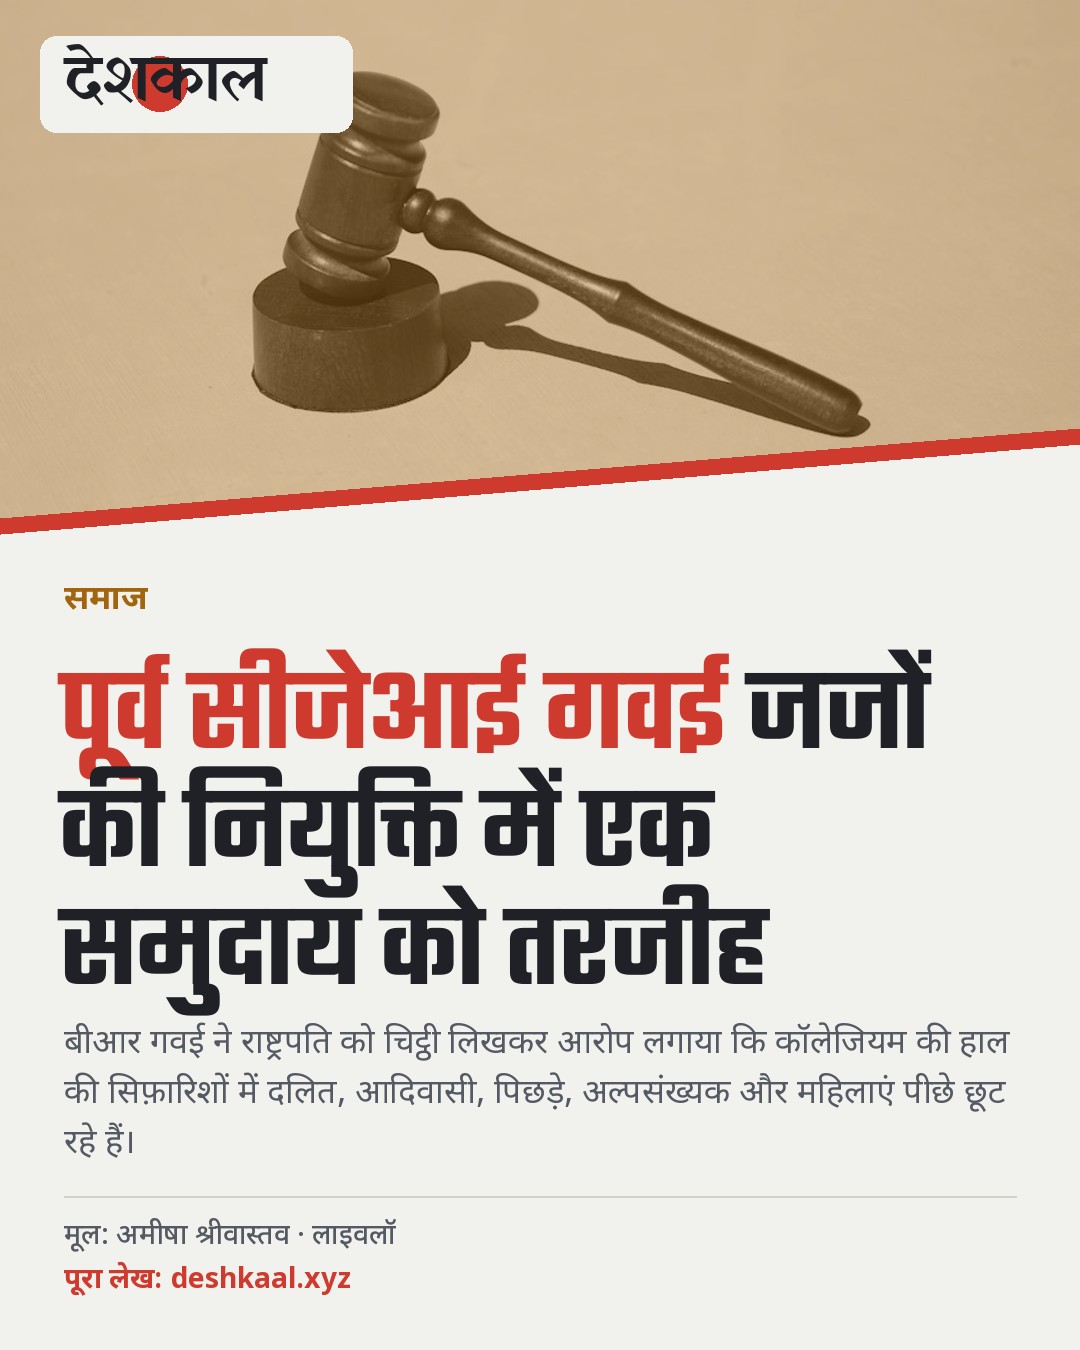 देशकाल
समाज
पूर्व सीजेआई गवई जजों
की नियुक्ति में एक
समुदाय को तरजीह
बीआर गवई ने राष्ट्रपति को चिट्ठी लिखकर आरोप लगाया कि कॉलेजियम की हाल
की सिफ़ारिशों में दलित, आदिवासी, पिछड़े, अल्पसंख्यक और महिलाएं पीछे छूट
रहे हैं।
मूल: अमीषा श्रीवास्तव · लाइवलॉ
पूरा लेख: deshkaal.xyz